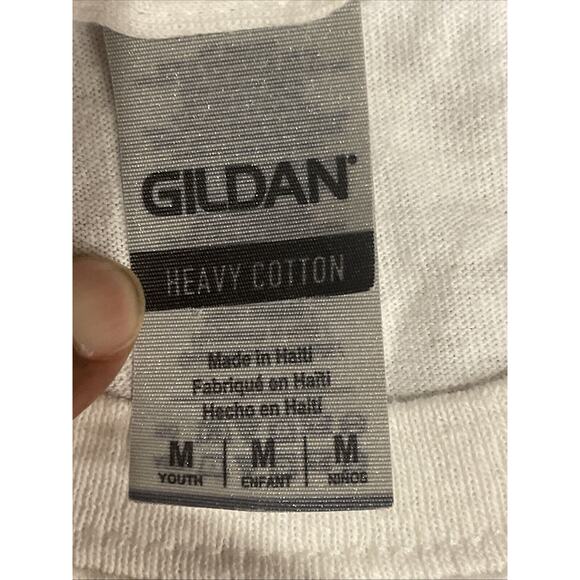 GILDAN®
HEAVY COTTON
Made in Haiti
Fabriqué en Haïti
Hecho en Haití
M | M | M
YOUTH ENFANT NIÑOS